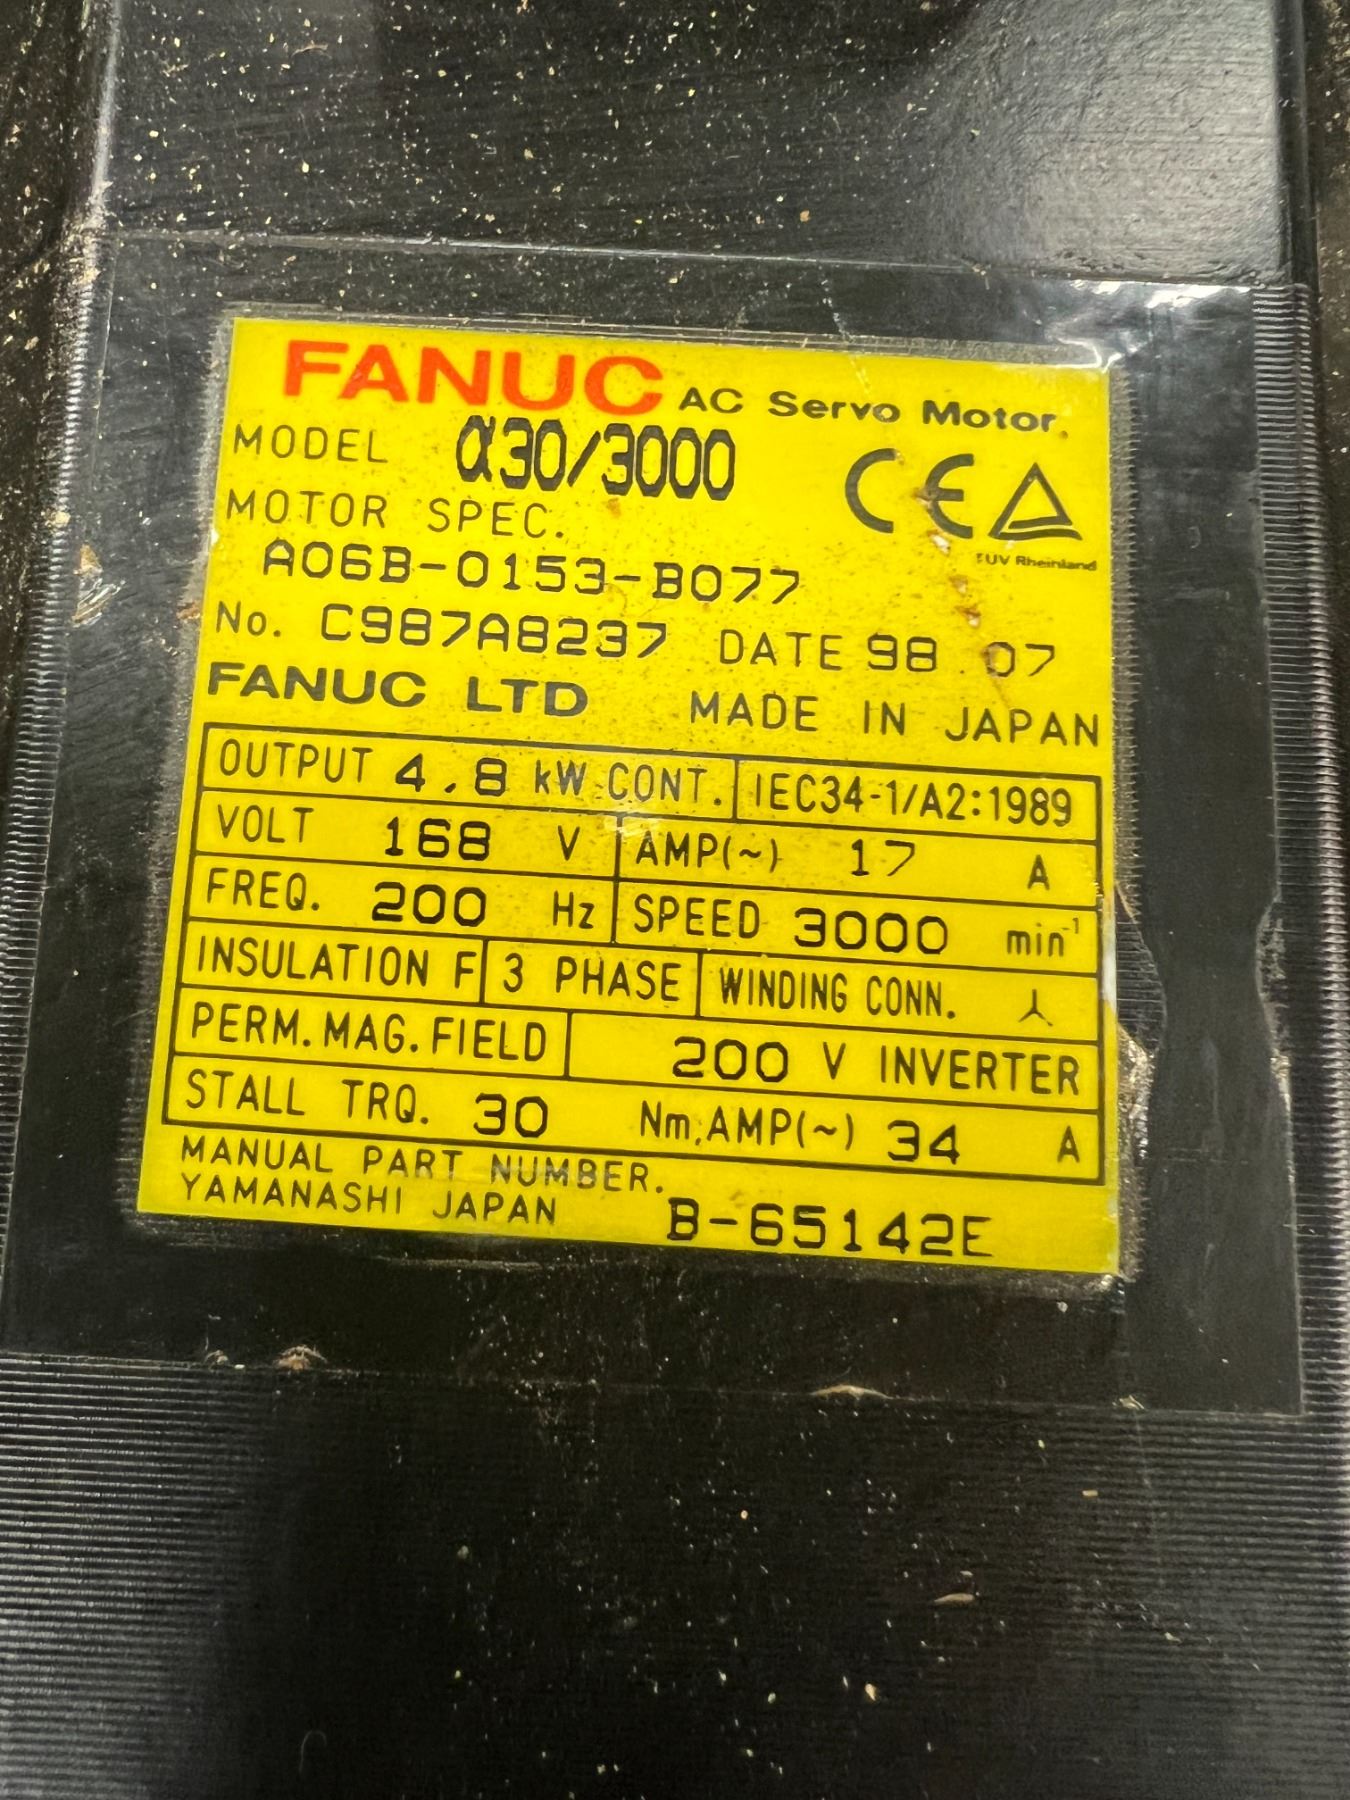 FANUC AC Servo Motor
MODEL α30/3000
CE
MOTOR SPEC.
TUV Rheinland
A06B-0153-B077
No. C987A8237 DATE 98.07
FANUC LTD MADE IN JAPAN
OUTPUT 4.8 kW CONT. IEC34-1/A2:1989
VOLT 168 V AMP(~) 17 A
FREQ. 200 Hz SPEED 3000 min-1
INSULATION F 3 PHASE WINDING CONN. ⅄
PERM.MAG.FIELD 200 V INVERTER
STALL TRQ. 30 Nm,AMP(~) 34 A
MANUAL PART NUMBER.
YAMANASHI JAPAN B-65142E